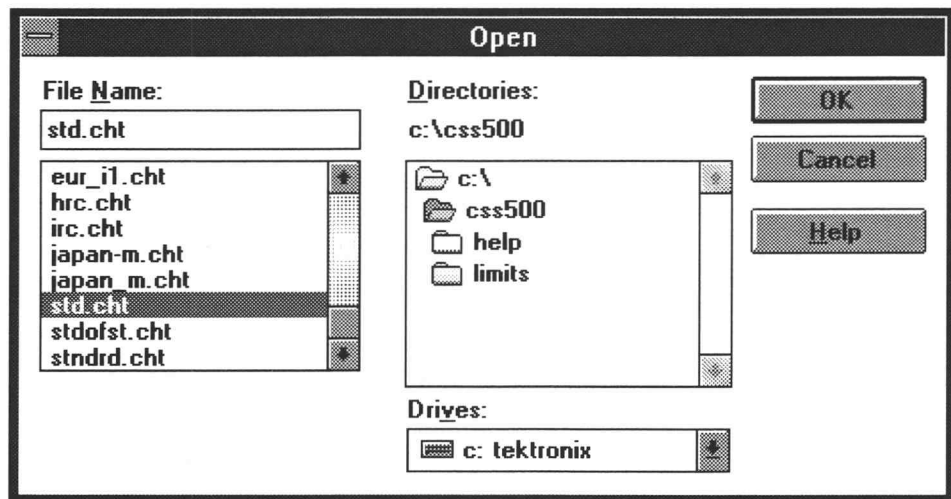 Open
File Name:
std.cht
eur_i1.cht
hrc.cht
irc.cht
japan-m.cht
japan_m.cht
std.cht
stdofst.cht
stndrd.cht
Directories:
c:\css500
c:\
css500
help
limits
Drives:
c: tektronix
OK
Cancel
Help